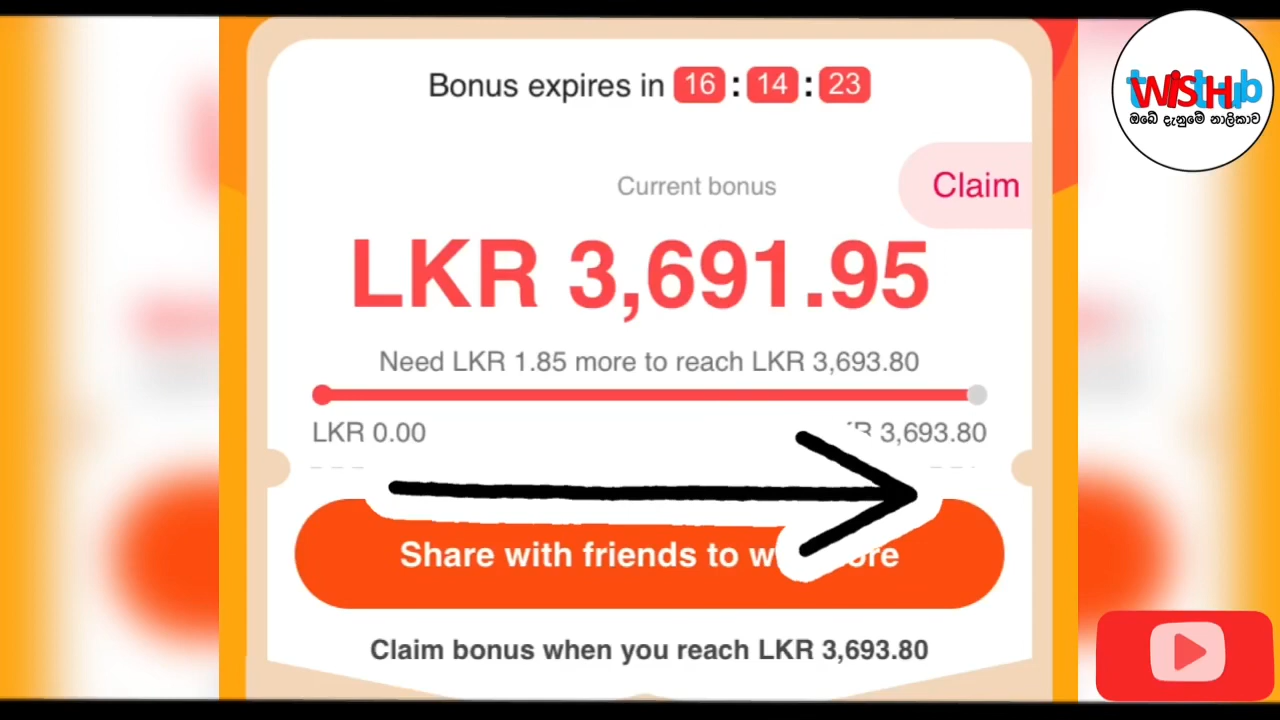 Bonus expires in 16 : 14 : 23
twistHub
ඔබේ දැනුමේ නාලිකාව
Current bonus
Claim
LKR 3,691.95
Need LKR 1.85 more to reach LKR 3,693.80
LKR 0.00
3,693.80
Share with friends to
Claim bonus when you reach LKR 3,693.80